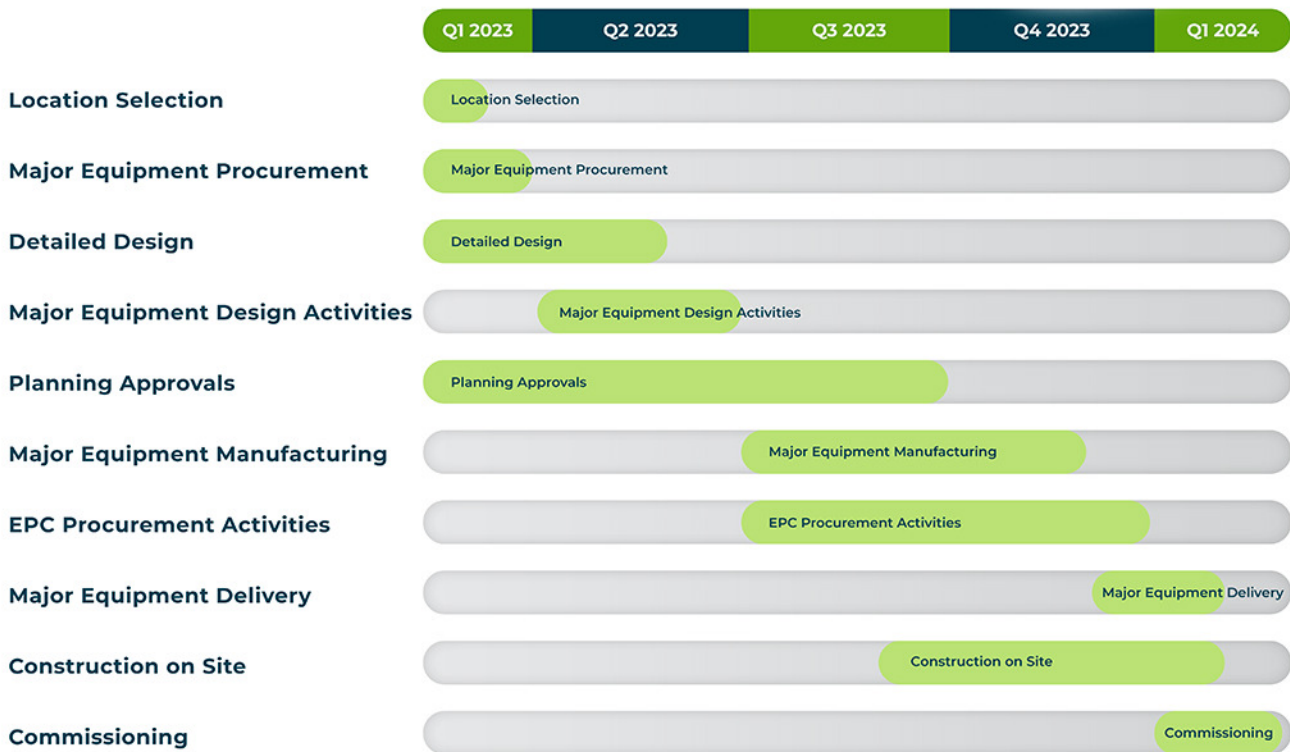 Q1 2023 Q2 2023 Q3 2023 Q4 2023 Q1 2024
Location Selection Location Selection
Major Equipment Procurement Major Equipment Procurement
Detailed Design Detailed Design
Major Equipment Design Activities Major Equipment Design Activities
Planning Approvals Planning Approvals
Major Equipment Manufacturing Major Equipment Manufacturing
EPC Procurement Activities EPC Procurement Activities
Major Equipment Delivery Major Equipment Delivery
Construction on Site Construction on Site
Commissioning Commissioning